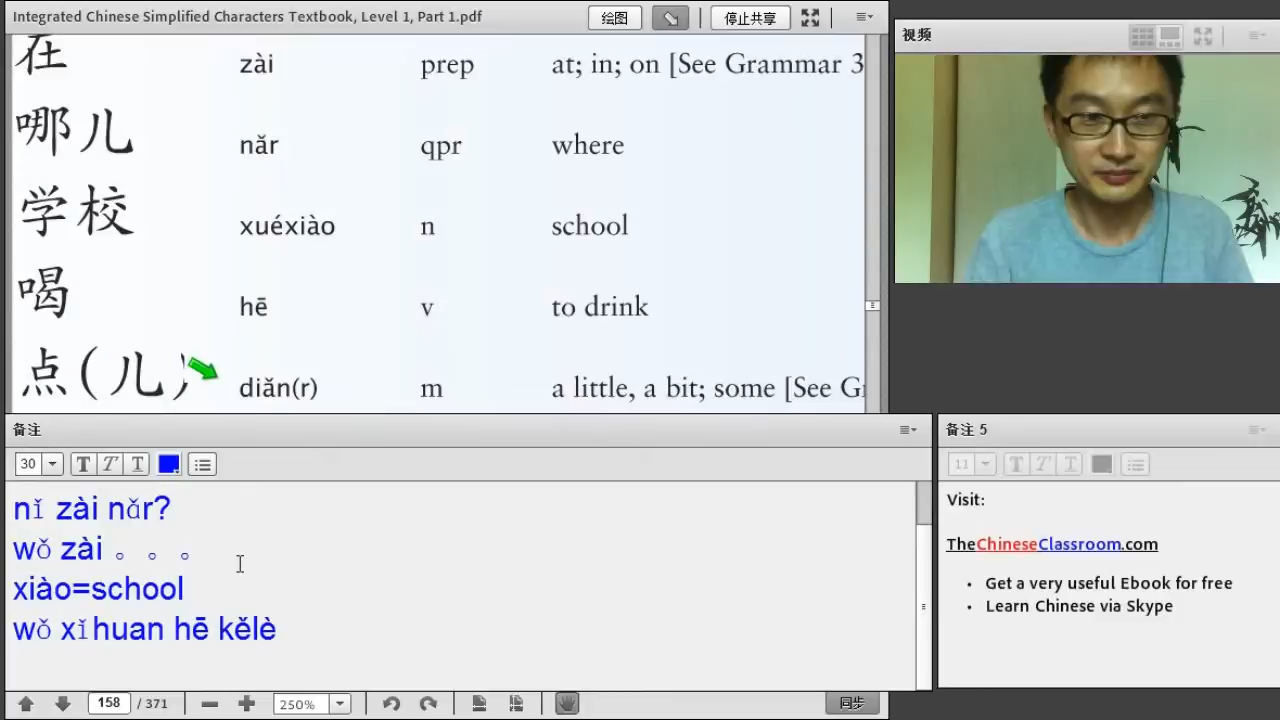 Integrated Chinese Simplified Characters Textbook, Level 1, Part 1.pdf
绘图
停止共享
视频
在 zài prep at; in; on [See Grammar 3
哪儿 nǎr qpr where
学校 xuéxiào n school
喝 hē v to drink
点(儿) diǎn(r) m a little, a bit; some [See Gr
备注
30 T T T
nǐ zài nǎr?
wǒ zài 。。。
xiào=school
wǒ xǐhuan hē kělè
158 / 371 250% 同步
备注 5
11 T T T
Visit:
TheChineseClassroom.com
• Get a very useful Ebook for free
• Learn Chinese via Skype